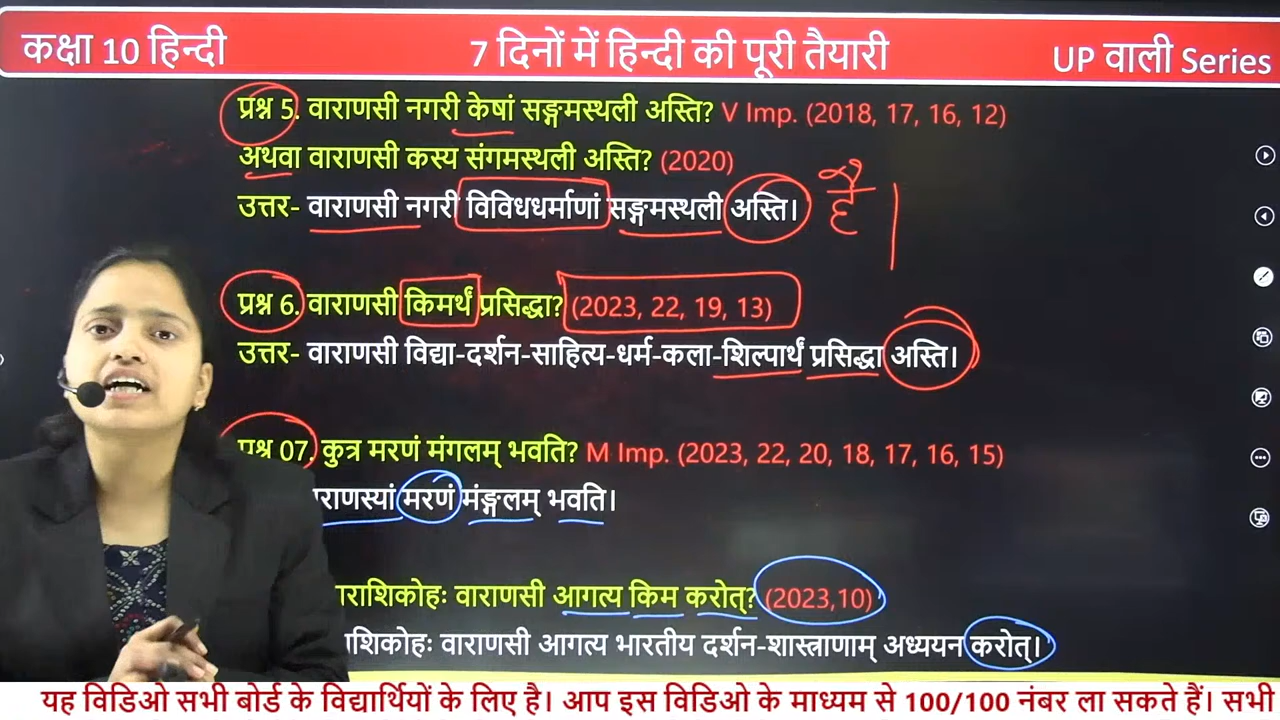 कक्षा 10 हिन्दी 7 दिनों में हिन्दी की पूरी तैयारी UP वाली Series
प्रश्न 5. वाराणसी नगरी केषां सङ्गमस्थली अस्ति? V Imp. (2018, 17, 16, 12)
अथवा वाराणसी कस्य संगमस्थली अस्ति? (2020)
उत्तर- वाराणसी नगरी विविधधर्माणां सङ्गमस्थली अस्ति। है।
प्रश्न 6. वाराणसी किमर्थं प्रसिद्धा? (2023, 22, 19, 13)
उत्तर- वाराणसी विद्या-दर्शन-साहित्य-धर्म-कला-शिल्पार्थं प्रसिद्धा अस्ति।
प्रश्न 07. कुत्र मरणं मंगलम् भवति? M Imp. (2023, 22, 20, 18, 17, 16, 15)
राणस्यां मरणं मंङ्गलम् भवति।
राशिकोहः वाराणसी आगत्य किम करोत्? (2023,10)
शिकोहः वाराणसी आगत्य भारतीय दर्शन-शास्त्राणाम् अध्ययन करोत्।
यह विडिओ सभी बोर्ड के विद्यार्थियों के लिए है। आप इस विडिओ के माध्यम से 100/100 नंबर ला सकते हैं। सभी